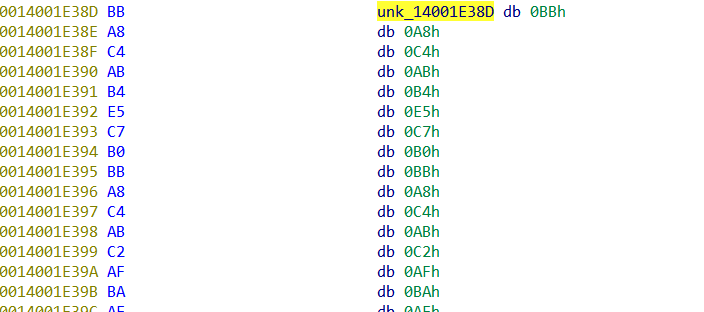 0014001E38D BB unk_14001E38D db 0BBh
0014001E38E A8 db 0A8h
0014001E38F C4 db 0C4h
0014001E390 AB db 0ABh
0014001E391 B4 db 0B4h
0014001E392 E5 db 0E5h
0014001E393 C7 db 0C7h
0014001E394 B0 db 0B0h
0014001E395 BB db 0BBh
0014001E396 A8 db 0A8h
0014001E397 C4 db 0C4h
0014001E398 AB db 0ABh
0014001E399 C2 db 0C2h
0014001E39A AF db 0AFh
0014001E39B BA db 0BAh